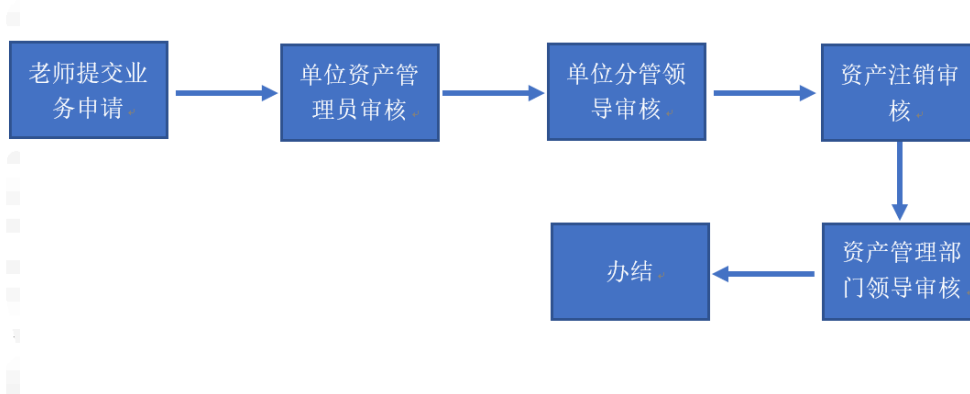 老师提交业
务申请
单位资产管
理员审核
单位分管领
导审核
资产注销审
核
资产管理部
门领导审核
办结